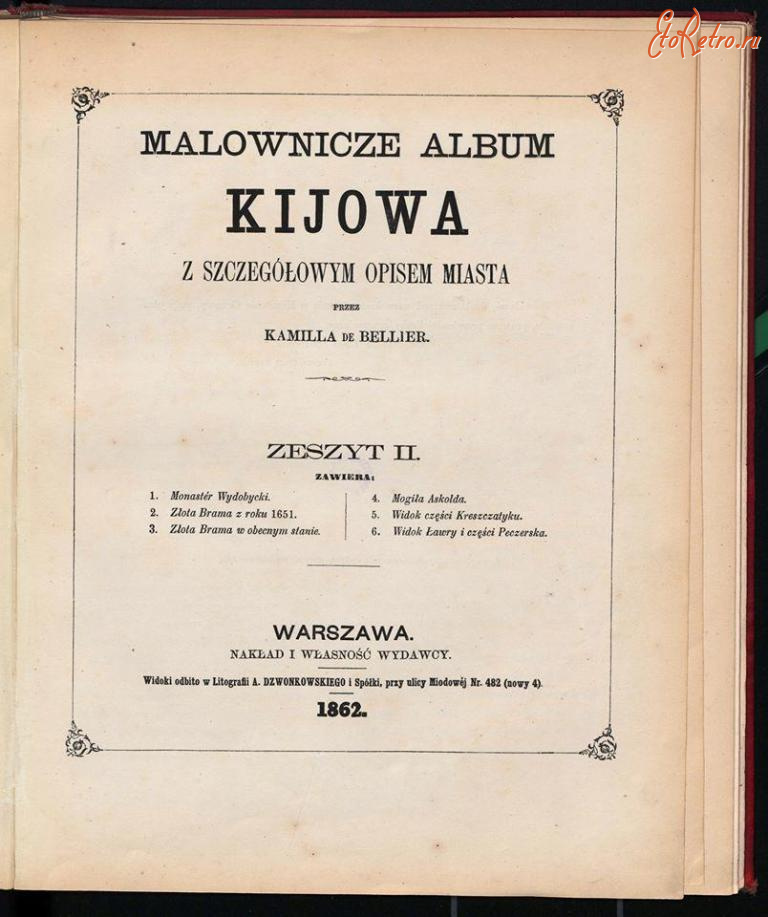 EtoRetro.ru
MALOWNICZE ALBUM
KIJOWA
Z SZCZEGÓŁOWYM OPISEM MIASTA
PRZEZ
KAMILLA DE BELLIER.
ZESZYT II.
ZAWIERA:
1. Monastér Wydobycki.
2. Złota Brama z roku 1651.
3. Złota Brama w obecnym stanie.
4. Mogiła Askolda.
5. Widok części Kreszczatyku.
6. Widok Ławry i części Peczerska.
WARSZAWA.
NAKŁAD I WŁASNOŚĆ WYDAWCY.
Widoki odbito w Litografii A. DZWONKOWSKIEGO i Spółki, przy ulicy Miodowéj Nr. 482 (nowy 4).
1862.